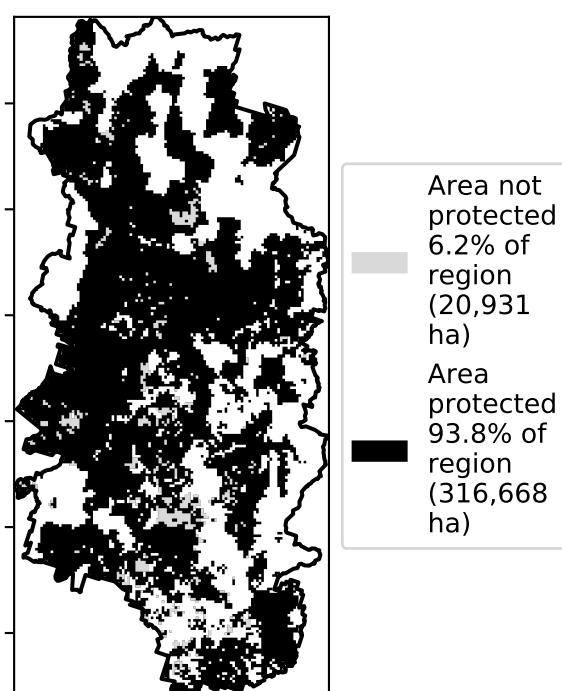 Area not
protected
6.2% of
region
(20,931
ha)
Area
protected
93.8% of
region
(316,668
ha)